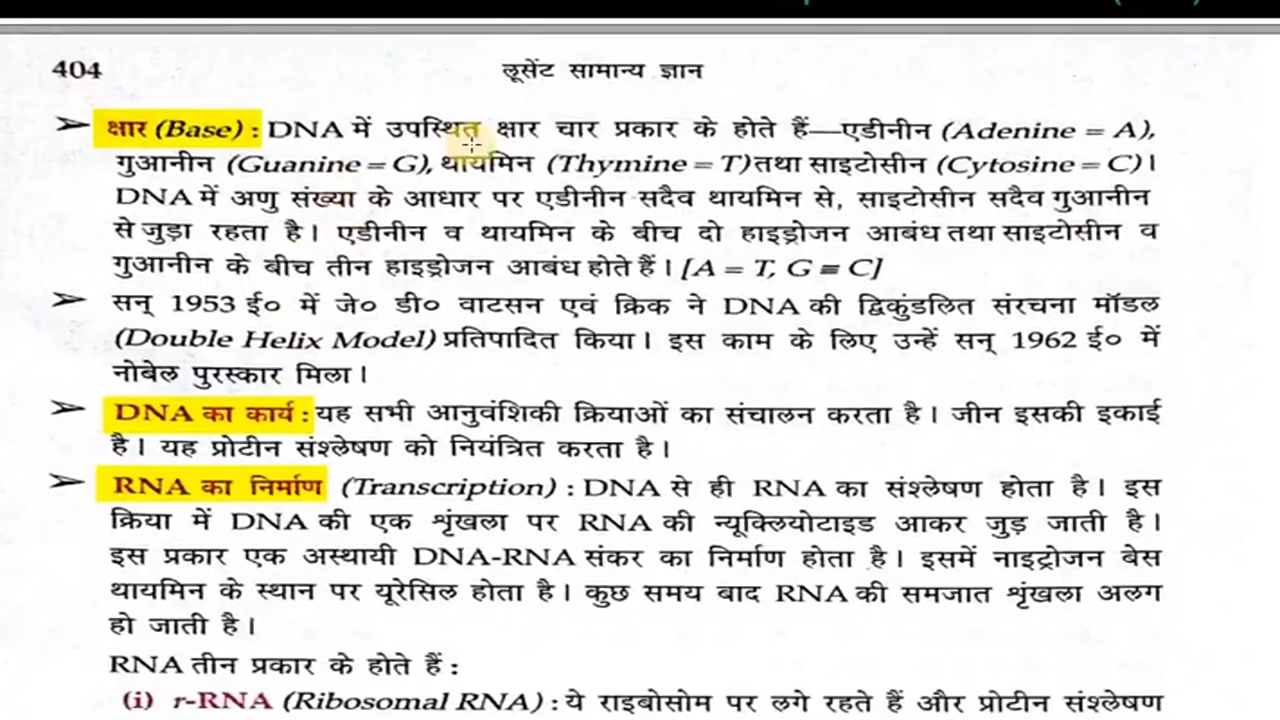 404 लूसेंट सामान्य ज्ञान
➢ क्षार (Base) : DNA में उपस्थित क्षार चार प्रकार के होते हैं—एडीनीन (Adenine = A),
गुआनीन (Guanine = G), थायमिन (Thymine = T) तथा साइटोसीन (Cytosine = C)।
DNA में अणु संख्या के आधार पर एडीनीन सदैव थायमिन से, साइटोसीन सदैव गुआनीन
से जुड़ा रहता है। एडीनीन व थायमिन के बीच दो हाइड्रोजन आबंध तथा साइटोसीन व
गुआनीन के बीच तीन हाइड्रोजन आबंध होते हैं। [A = T, G ≡ C]
➢ सन् 1953 ई० में जे० डी० वाटसन एवं क्रिक ने DNA की द्विकुंडलित संरचना मॉडल
(Double Helix Model) प्रतिपादित किया। इस काम के लिए उन्हें सन् 1962 ई० में
नोबेल पुरस्कार मिला।
➢ DNA का कार्य : यह सभी आनुवंशिकी क्रियाओं का संचालन करता है। जीन इसकी इकाई
है। यह प्रोटीन संश्लेषण को नियंत्रित करता है।
➢ RNA का निर्माण (Transcription) : DNA से ही RNA का संश्लेषण होता है। इस
क्रिया में DNA की एक शृंखला पर RNA की न्यूक्लियोटाइड आकर जुड़ जाती है।
इस प्रकार एक अस्थायी DNA-RNA संकर का निर्माण होता है। इसमें नाइट्रोजन बेस
थायमिन के स्थान पर यूरेसिल होता है। कुछ समय बाद RNA की समजात शृंखला अलग
हो जाती है।
RNA तीन प्रकार के होते हैं :
(i) r-RNA (Ribosomal RNA) : ये राइबोसोम पर लगे रहते हैं और प्रोटीन संश्लेषण